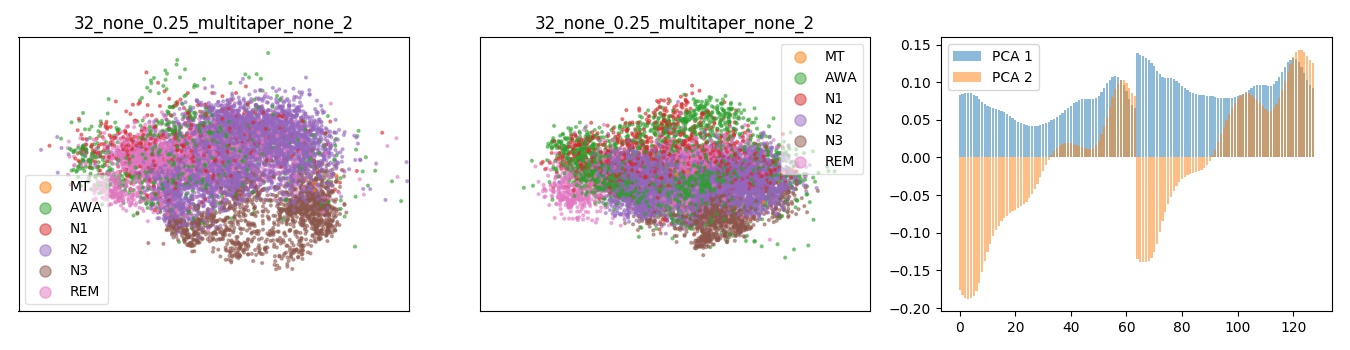 32_none_0.25_multitaper_none_2
MT
AWA
N1
N2
N3
REM
32_none_0.25_multitaper_none_2
MT
AWA
N1
N2
N3
REM
PCA 1
PCA 2
0.15
0.10
0.05
0.00
−0.05
−0.10
−0.15
−0.20
0 20 40 60 80 100 120